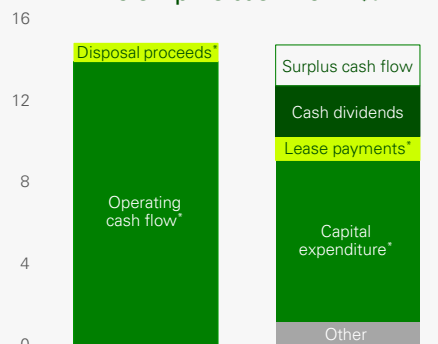 16
Disposal proceeds*
Surplus cash flow
12
Cash dividends
Lease payments*
8
Operating
cash flow*
Capital
expenditure*
4
Other
0